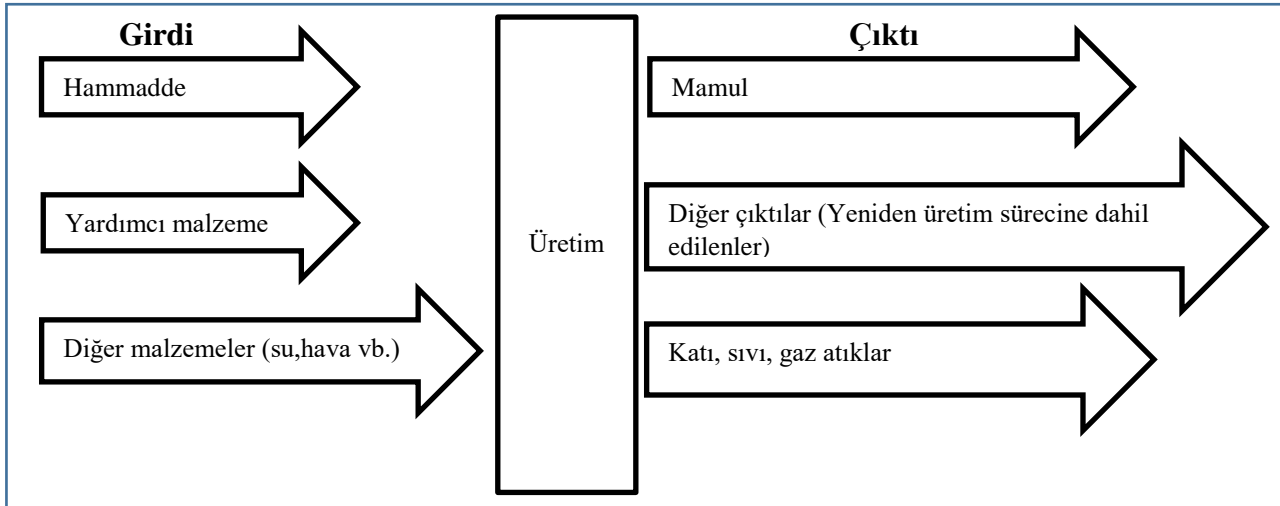 Girdi
Hammadde
Yardımcı malzeme
Diğer malzemeler (su,hava vb.)
Üretim
Çıktı
Mamul
Diğer çıktılar (Yeniden üretim sürecine dahil
edilenler)
Katı, sıvı, gaz atıklar